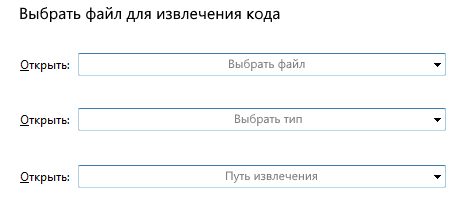 Выбрать файл для извлечения кода
Открыть: Выбрать файл
Открыть: Выбрать тип
Открыть: Путь извлечения